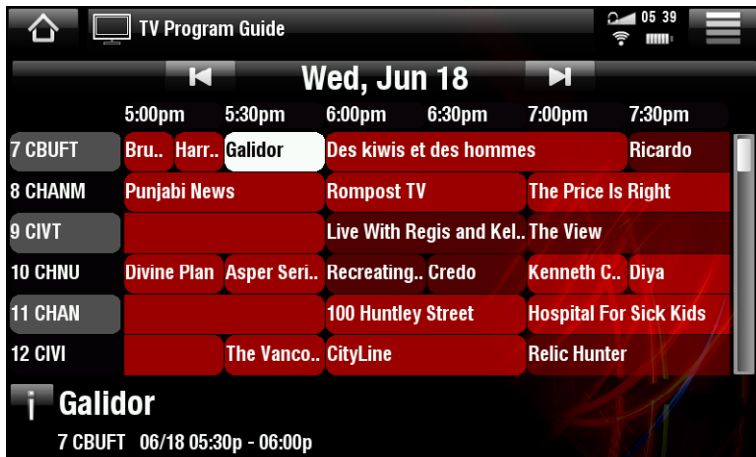 TV Program Guide
05 39
Wed, Jun 18
5:00pm 5:30pm 6:00pm 6:30pm 7:00pm 7:30pm
7 CBUFT Bru.. Harr.. Galidor Des kiwis et des hommes Ricardo
8 CHANM Punjabi News Rompost TV The Price Is Right
9 CIVT Live With Regis and Kel.. The View
10 CHNU Divine Plan Asper Seri.. Recreating.. Credo Kenneth C.. Diya
11 CHAN 100 Huntley Street Hospital For Sick Kids
12 CIVI The Vanco.. CityLine Relic Hunter
i Galidor
7 CBUFT 06/18 05:30p - 06:00p